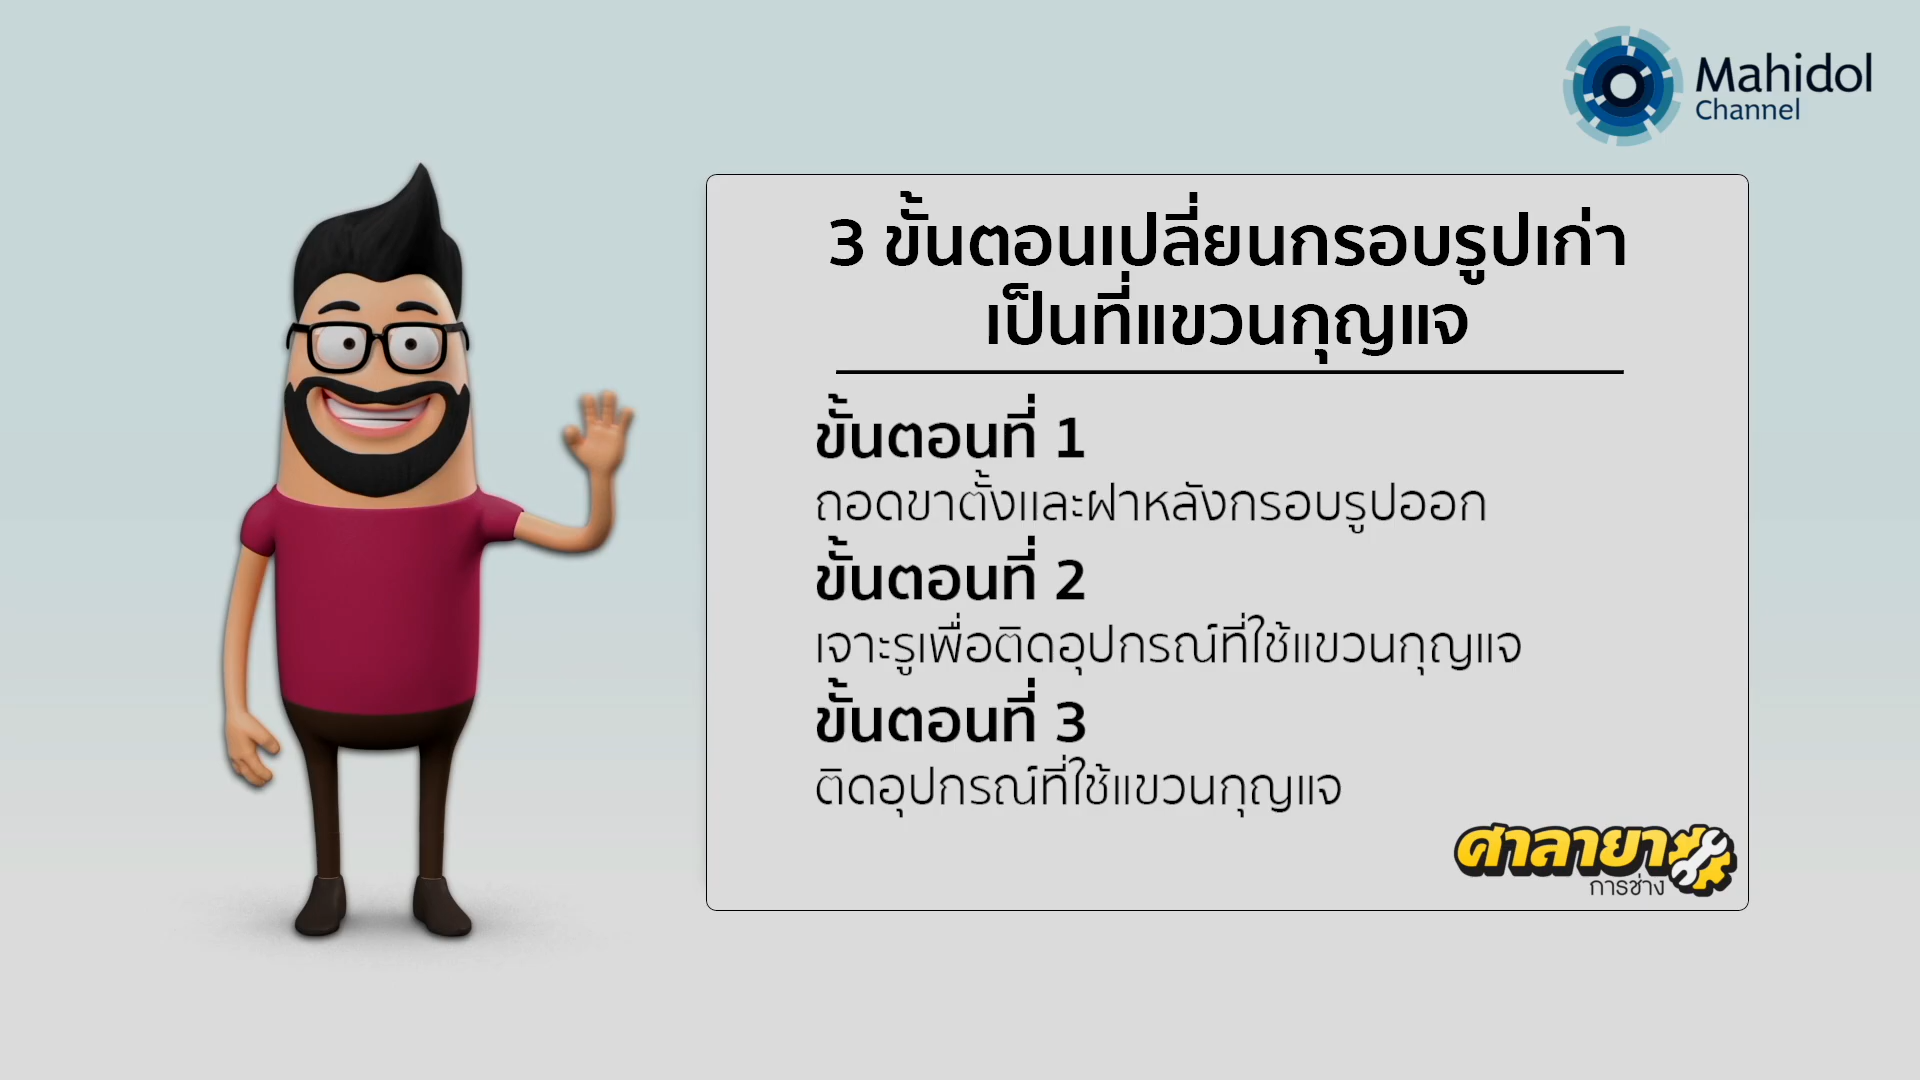 Mahidol
Channel
3 ขั้นตอนเปลี่ยนกรอบรูปเก่า
เป็นที่แขวนกุญแจ
ขั้นตอนที่ 1
ถอดขาตั้งและฝาหลังกรอบรูปออก
ขั้นตอนที่ 2
เจาะรูเพื่อติดอุปกรณ์ที่ใช้แขวนกุญแจ
ขั้นตอนที่ 3
ติดอุปกรณ์ที่ใช้แขวนกุญแจ
ศาลายา
การช่าง